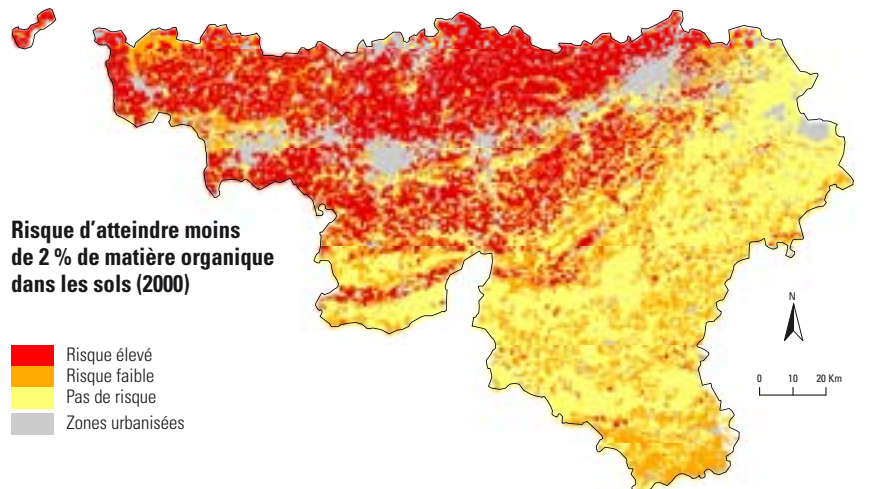 Risque d'atteindre moins
de 2 % de matière organique
dans les sols (2000)
Risque élevé
Risque faible
Pas de risque
Zones urbanisées
N
0 10 20 Km